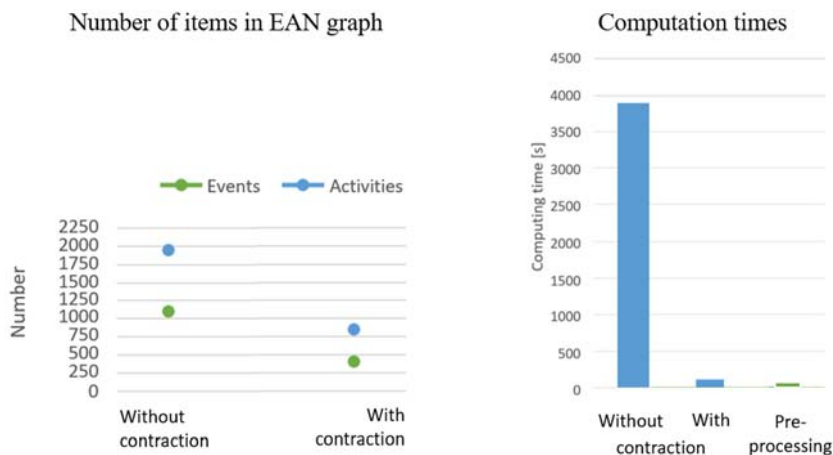 Number of items in EAN graph
Events
Activities
Number
2250
2000
1750
1500
1250
1000
750
500
250
0
Without
contraction
With
contraction
Computation times
Computing time [s]
4500
4000
3500
3000
2500
2000
1500
1000
500
0
Without With
contraction
Pre-
processing